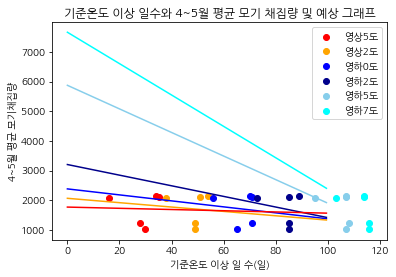 기준온도 이상 일수와 4~5월 평균 모기 채집량 및 예상 그래프
4~5월 평균 모기채집량
7000
6000
5000
4000
3000
2000
1000
영상5도
영상2도
영하0도
영하2도
영하5도
영하7도
0 20 40 60 80 100 120
기준온도 이상 일 수(일)